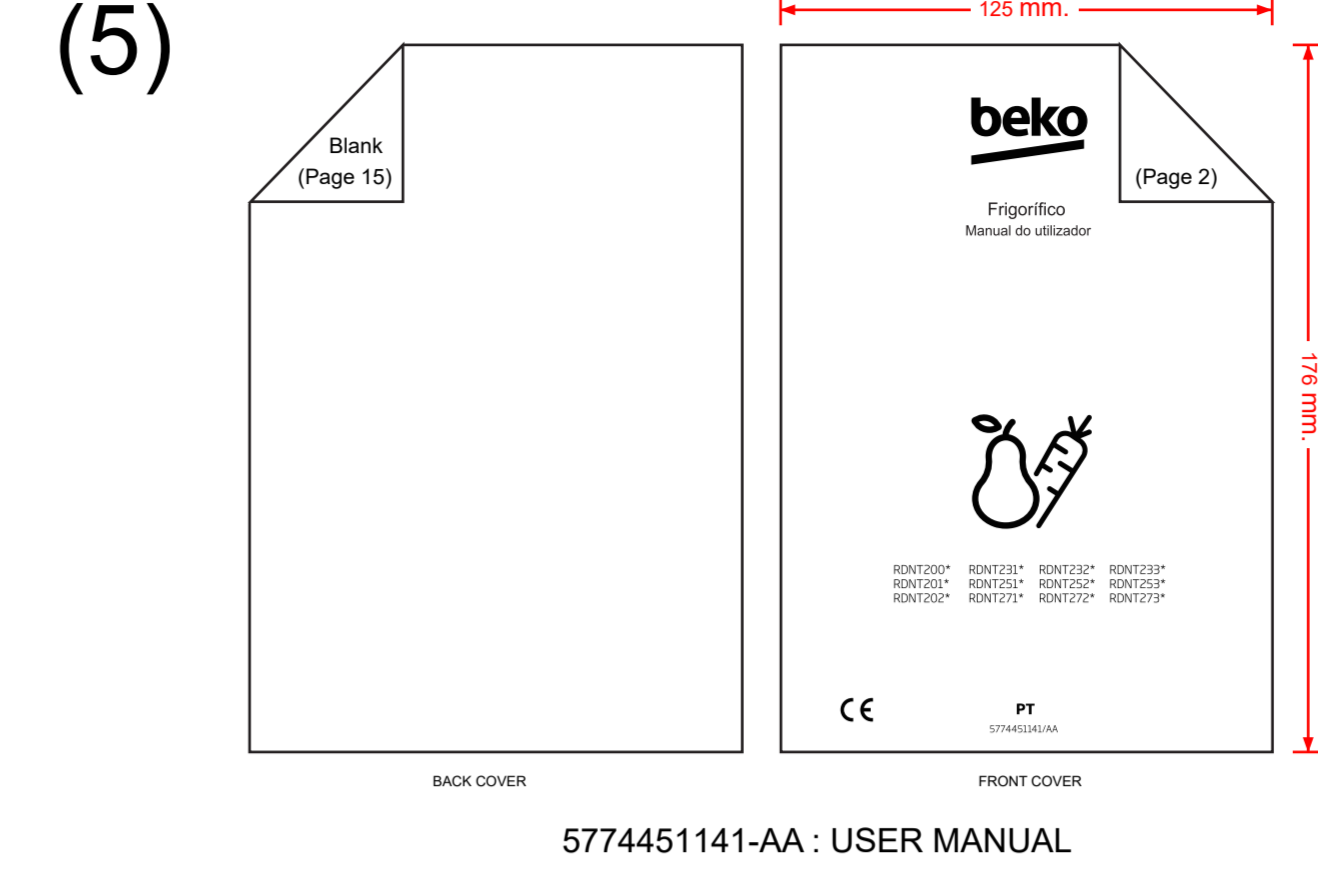 (5)
125 mm.
Blank
(Page 15)
beko
(Page 2)
Frigorífico
Manual do utilizador
176 mm.
RDNT200* RDNT231* RDNT232* RDNT233*
RDNT201* RDNT251* RDNT252* RDNT253*
RDNT202* RDNT271* RDNT272* RDNT273*
CE
PT
5774451141/AA
BACK COVER
FRONT COVER
5774451141-AA : USER MANUAL